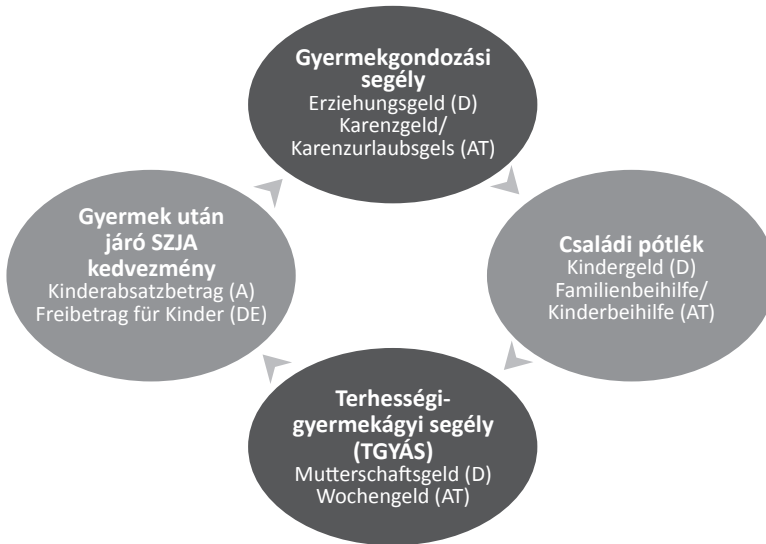 Gyermekgondozási
segély
Erziehungsgeld (D)
Karenzgeld/
Karenzurlaubsgels (AT)
Családi pótlék
Kindergeld (D)
Familienbeihilfe/
Kinderbeihilfe (AT)
Terhességi-
gyermekágyi segély
(TGYÁS)
Mutterschaftsgeld (D)
Wochengeld (AT)
Gyermek után
járó SZJA
kedvezmény
Kinderabsatzbetrag (A)
Freibetrag für Kinder (DE)